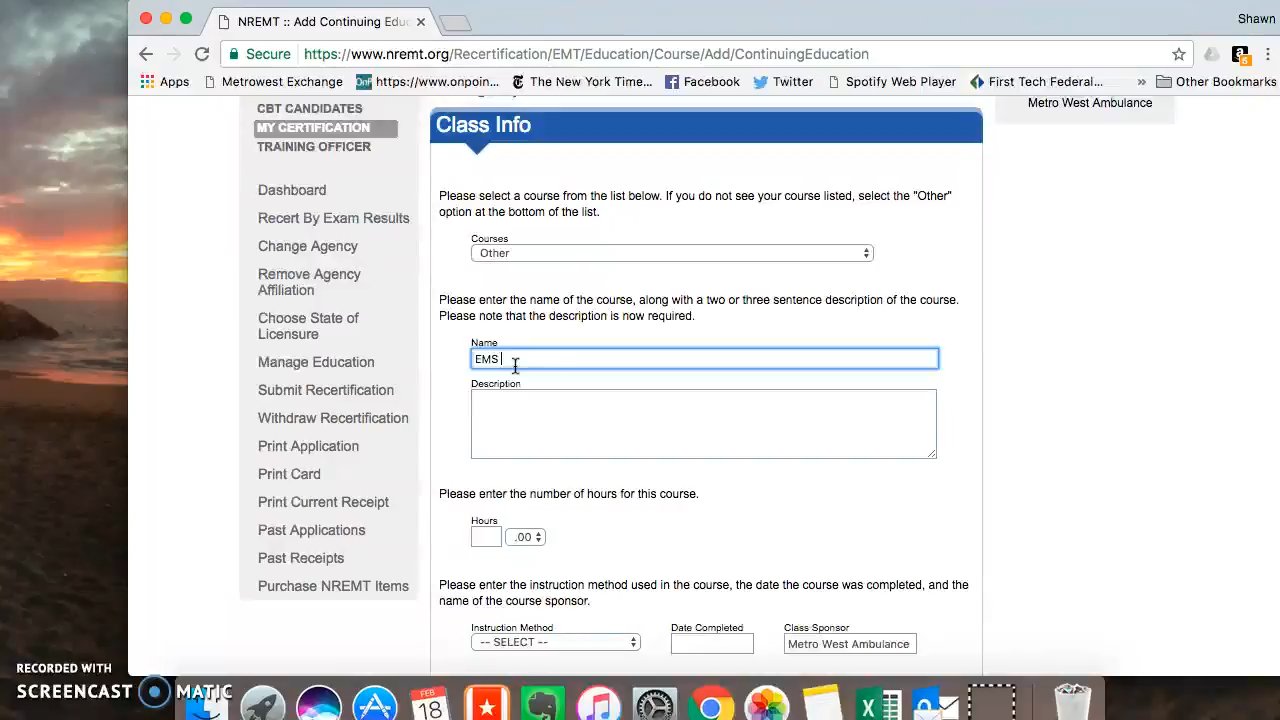 NREMT :: Add Continuing Educ
Shawn
Secure https://www.nremt.org/Recertification/EMT/Education/Course/Add/ContinuingEducation
6
Apps Metrowest Exchange OnP https://www.onpoin... The New York Time... Facebook Twitter Spotify Web Player First Tech Federal... » Other Bookmarks
CBT CANDIDATES
MY CERTIFICATION
TRAINING OFFICER
Dashboard
Recert By Exam Results
Change Agency
Remove Agency
Affiliation
Choose State of
Licensure
Manage Education
Submit Recertification
Withdraw Recertification
Print Application
Print Card
Print Current Receipt
Past Applications
Past Receipts
Purchase NREMT Items
Class Info
Please select a course from the list below. If you do not see your course listed, select the "Other"
option at the bottom of the list.
Courses
Other
Please enter the name of the course, along with a two or three sentence description of the course.
Please note that the description is now required.
Name
EMS
Description
Please enter the number of hours for this course.
Hours
.00
Please enter the instruction method used in the course, the date the course was completed, and the
name of the course sponsor.
Instruction Method Date Completed Class Sponsor
-- SELECT -- Metro West Ambulance
Metro West Ambulance
RECORDED WITH
SCREENCAST MATIC
FEB
18